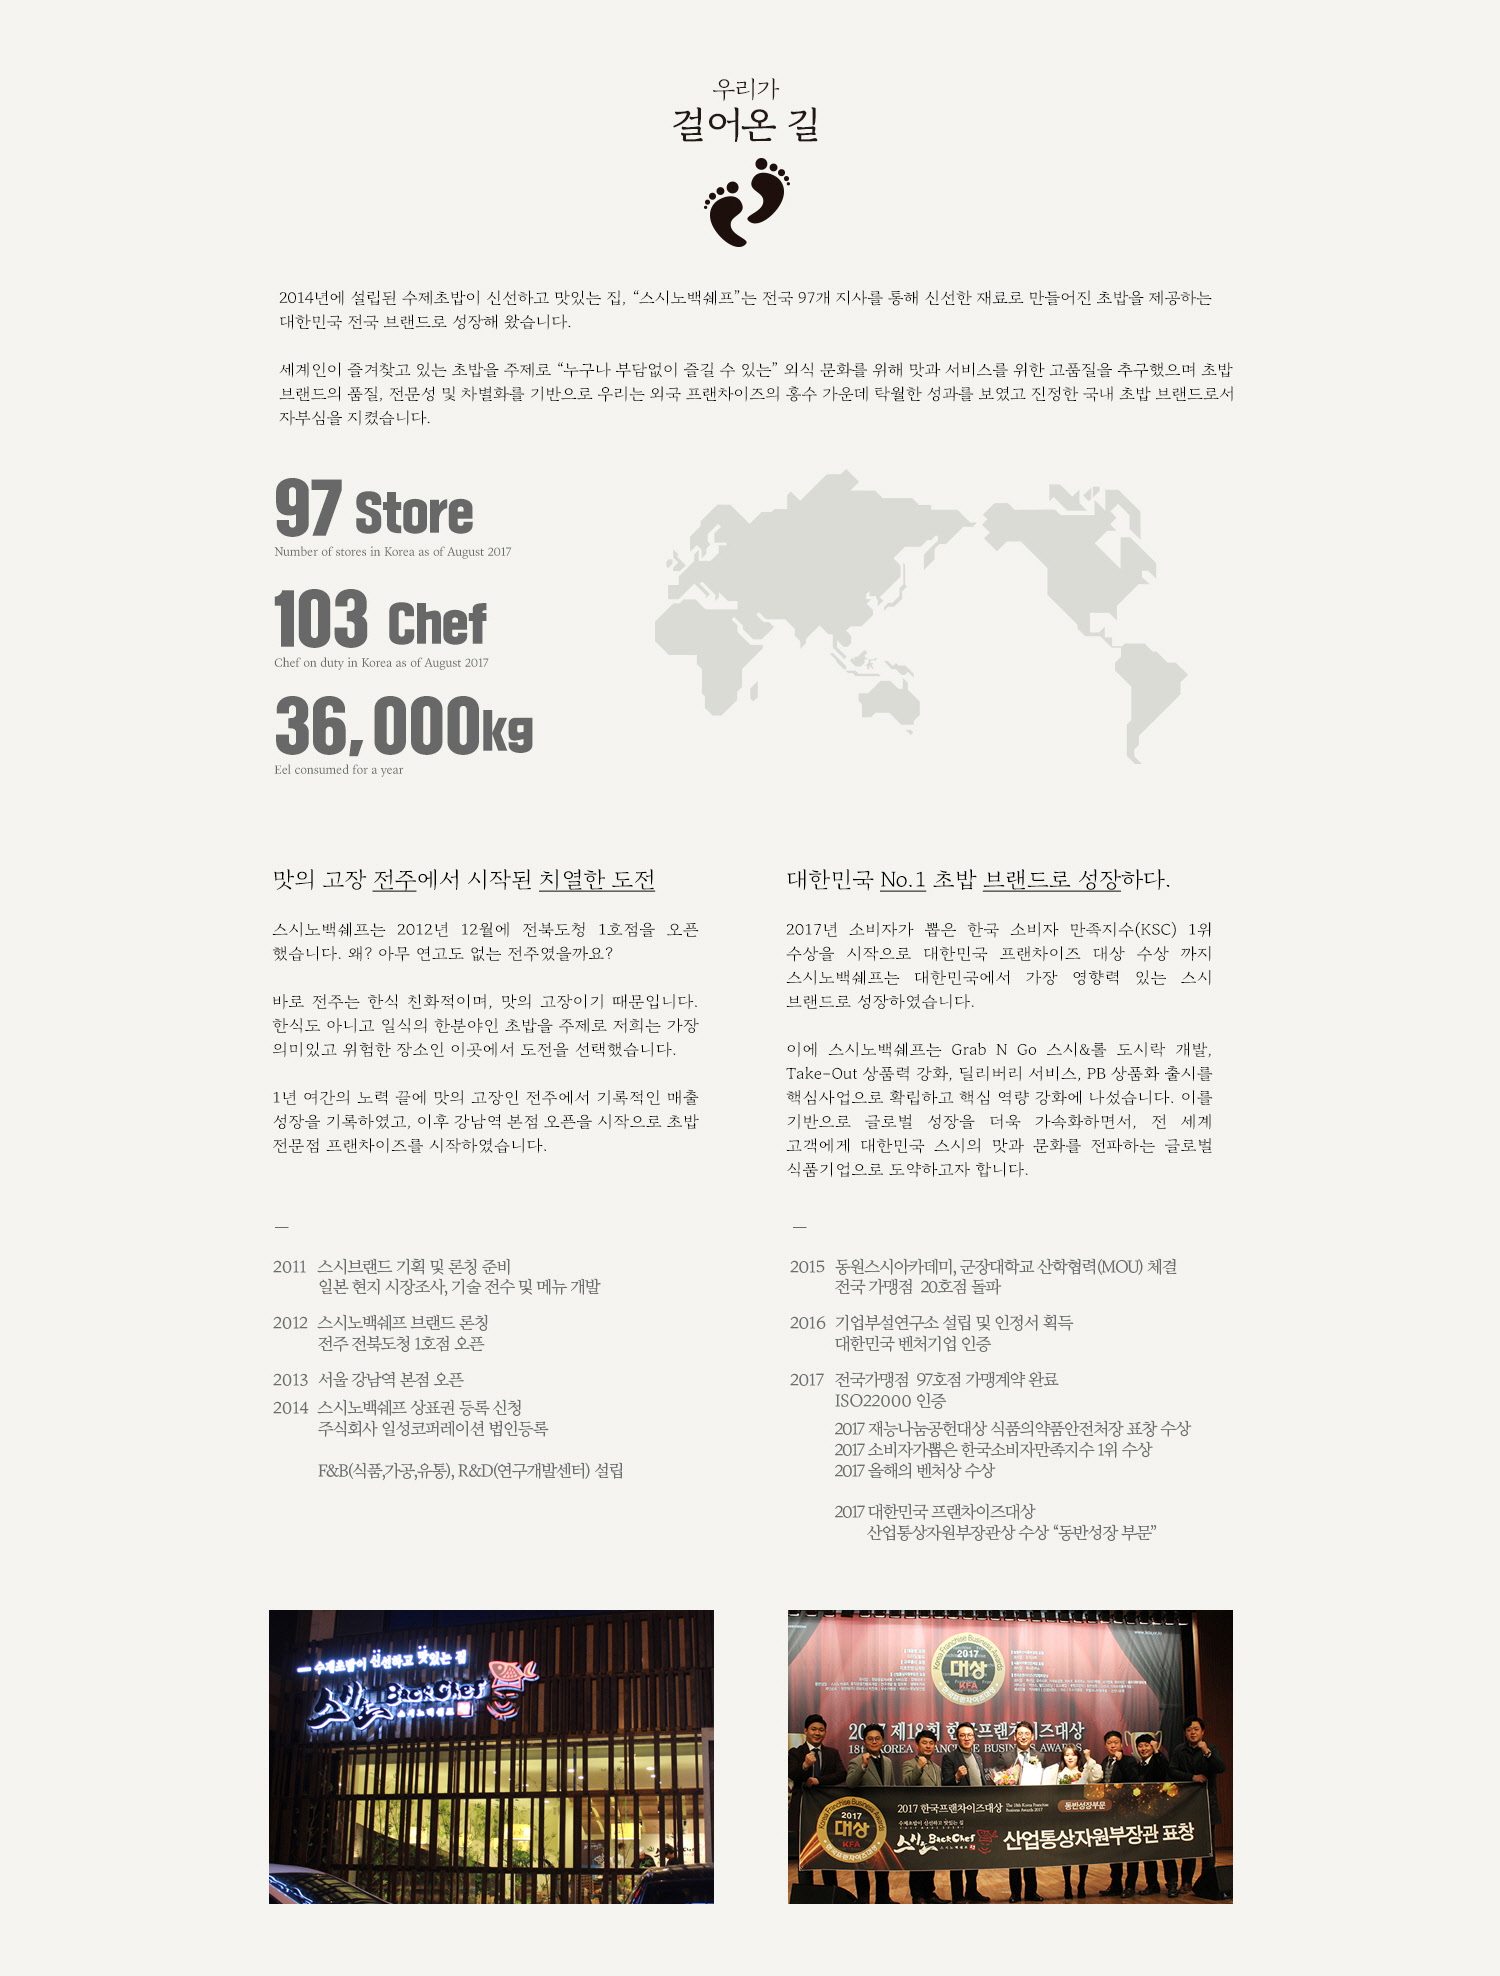 우리가
걸어온 길
2014년에 설립된 수제초밥이 신선하고 맛있는 집, “스시노백쉐프”는 전국 97개 지사를 통해 신선한 재료로 만들어진 초밥을 제공하는
대한민국 전국 브랜드로 성장해 왔습니다.
세계인이 즐겨찾고 있는 초밥을 주제로 “누구나 부담없이 즐길 수 있는” 외식 문화를 위해 맛과 서비스를 위한 고품질을 추구했으며 초밥
브랜드의 품질, 전문성 및 차별화를 기반으로 우리는 외국 프랜차이즈의 홍수 가운데 탁월한 성과를 보였고 진정한 국내 초밥 브랜드로서
자부심을 지켰습니다.
97 Store
Number of stores in Korea as of August 2017
103 Chef
Chef on duty in Korea as of August 2017
36,000kg
Eel consumed for a year
맛의 고장 전주에서 시작된 치열한 도전
스시노백쉐프는 2012년 12월에 전북도청 1호점을 오픈
했습니다. 왜? 아무 연고도 없는 전주였을까요?
바로 전주는 한식 친화적이며, 맛의 고장이기 때문입니다.
한식도 아니고 일식의 한분야인 초밥을 주제로 저희는 가장
의미있고 위험한 장소인 이곳에서 도전을 선택했습니다.
1년 여간의 노력 끝에 맛의 고장인 전주에서 기록적인 매출
성장을 기록하였고, 이후 강남역 본점 오픈을 시작으로 초밥
전문점 프랜차이즈를 시작하였습니다.
2011 스시브랜드 기획 및 론칭 준비
일본 현지 시장조사, 기술 전수 및 메뉴 개발
2012 스시노백쉐프 브랜드 론칭
전주 전북도청 1호점 오픈
2013 서울 강남역 본점 오픈
2014 스시노백쉐프 상표권 등록 신청
주식회사 일성코퍼레이션 법인등록
F&B(식품,가공,유통), R&D(연구개발센터) 설립
대한민국 No.1 초밥 브랜드로 성장하다.
2017년 소비자가 뽑은 한국 소비자 만족지수(KSC) 1위
수상을 시작으로 대한민국 프랜차이즈 대상 수상 까지
스시노백쉐프는 대한민국에서 가장 영향력 있는 스시
브랜드로 성장하였습니다.
이에 스시노백쉐프는 Grab N Go 스시&롤 도시락 개발,
Take-Out 상품력 강화, 딜리버리 서비스, PB 상품화 출시를
핵심사업으로 확립하고 핵심 역량 강화에 나섰습니다. 이를
기반으로 글로벌 성장을 더욱 가속화하면서, 전 세계
고객에게 대한민국 스시의 맛과 문화를 전파하는 글로벌
식품기업으로 도약하고자 합니다.
2015 동원스시아카데미, 군장대학교 산학협력(MOU) 체결
전국 가맹점 20호점 돌파
2016 기업부설연구소 설립 및 인정서 획득
대한민국 벤처기업 인증
2017 전국가맹점 97호점 가맹계약 완료
ISO22000 인증
2017 재능나눔공헌대상 식품의약품안전처장 표창 수상
2017 소비자가뽑은 한국소비자만족지수 1위 수상
2017 올해의 벤처상 수상
2017 대한민국 프랜차이즈대상
산업통상자원부장관상 수상 “동반성장 부문”
수제초밥이 신선하고 맛있는 집
스시노 BackChef
스시노백쉐프
Korea Franchise Business Awards
2017
대상
KFA
2017 제18회 한국프랜차이즈대상
18th KOREA FRANCHISE BUSINESS AWARDS
Korea Franchise Business Awards
2017
대상
KFA
2017 한국프랜차이즈대상 The 18th Korea Franchise Business Awards 2017
동반성장부문
수제초밥이 신선하고 맛있는 집
스시노 BackChef
스시노백쉐프
산업통상자원부장관 표창